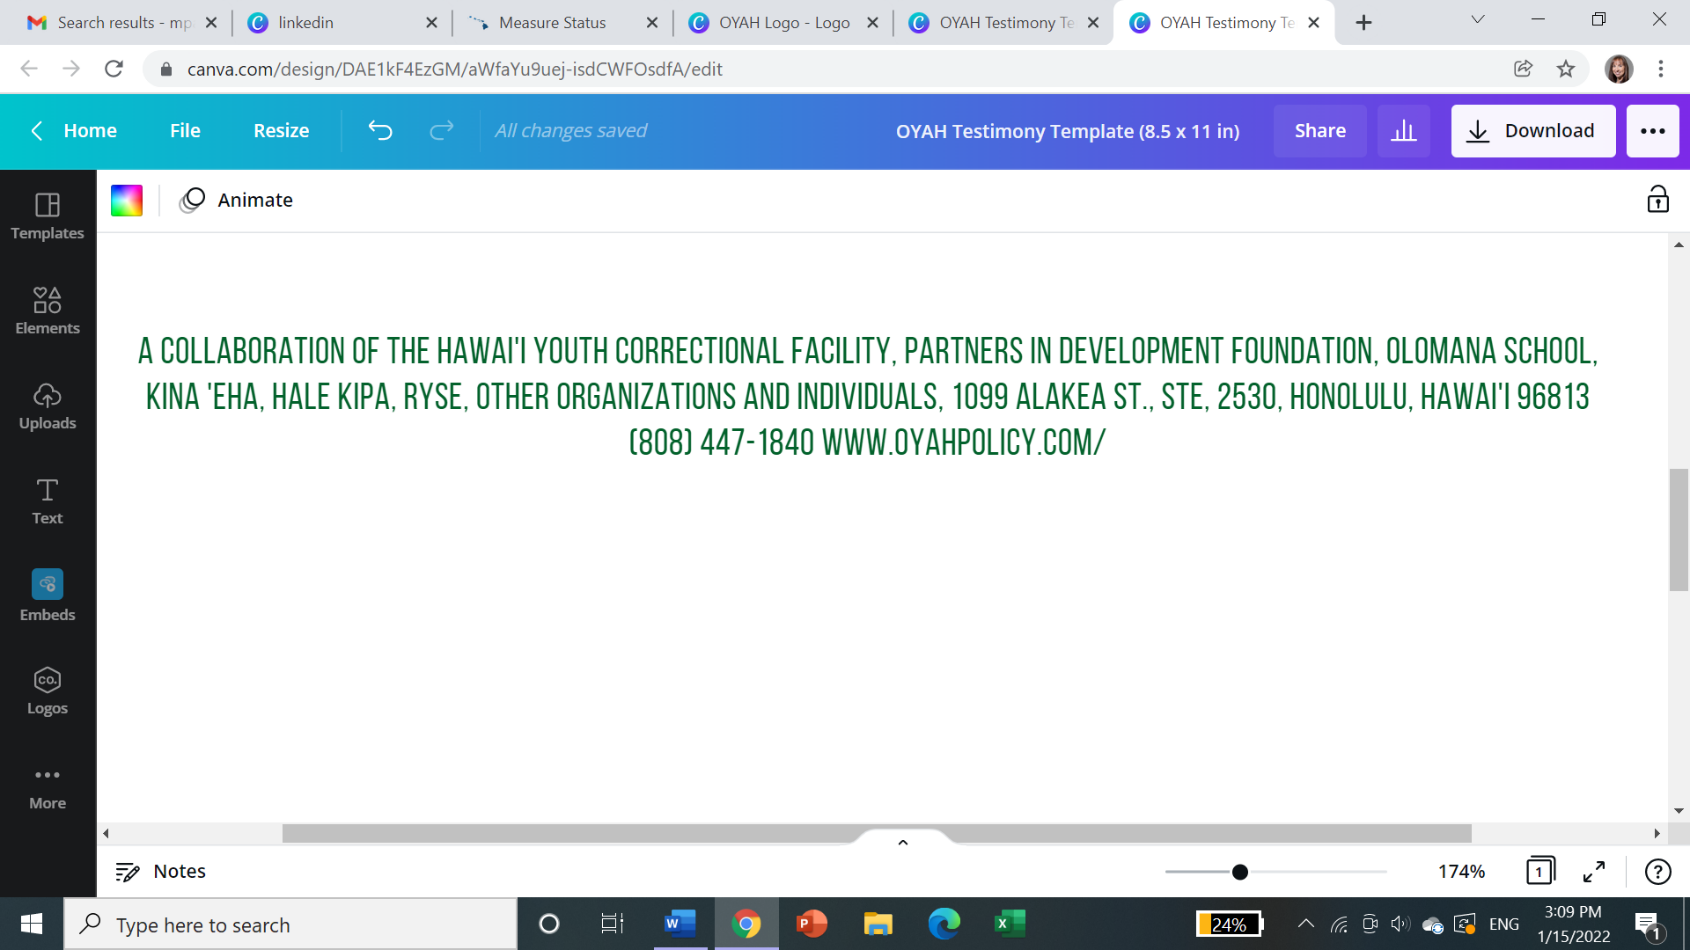 Search results - mp
linkedin
Measure Status
OYAH Logo - Logo
OYAH Testimony Te
OYAH Testimony Te
canva.com/design/DAE1kF4EzGM/aWfaYu9uej-isdCWFOsdfA/edit
Home
File
Resize
All changes saved
OYAH Testimony Template (8.5 x 11 in)
Share
Download
Animate
Templates
Elements
Uploads
Text
Embeds
CO.
Logos
More
A COLLABORATION OF THE HAWAI'I YOUTH CORRECTIONAL FACILITY, PARTNERS IN DEVELOPMENT FOUNDATION, OLOMANA SCHOOL,
KINA 'EHA, HALE KIPA, RYSE, OTHER ORGANIZATIONS AND INDIVIDUALS, 1099 ALAKEA ST., STE, 2530, HONOLULU, HAWAI'I 96813
(808) 447-1840 WWW.OYAHPOLICY.COM/
Notes
174%
1
?
Type here to search
24%
ENG
3:09 PM
1/15/2022
1